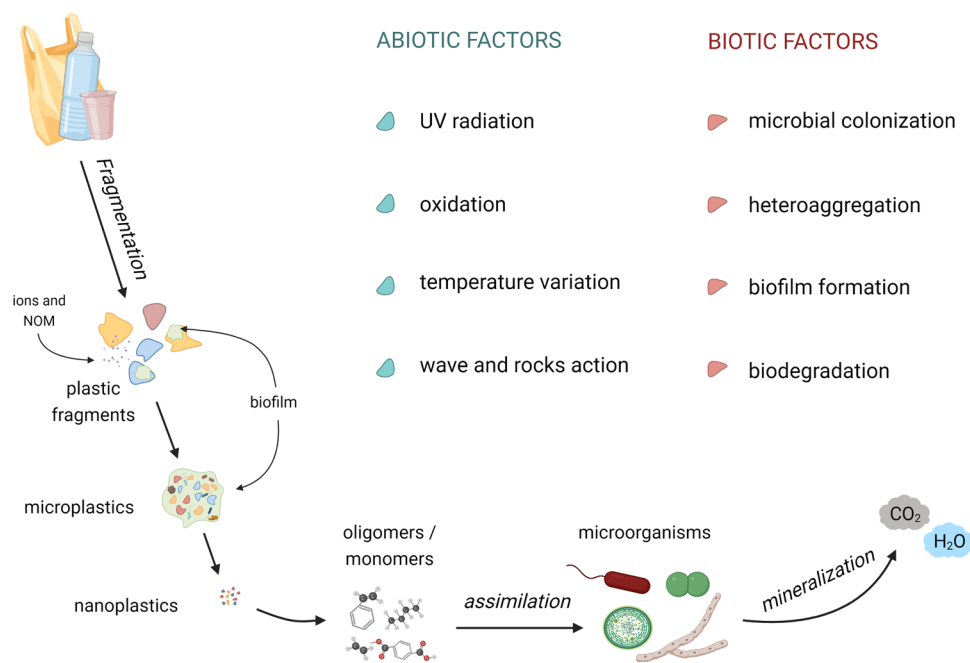 ABIOTIC FACTORS
UV radiation
oxidation
temperature variation
wave and rocks action
BIOTIC FACTORS
microbial colonization
heteroaggregation
biofilm formation
biodegradation
Fragmentation
ions and
NOM
plastic
fragments
biofilm
microplastics
nanoplastics
oligomers /
monomers
assimilation
microorganisms
mineralization
CO₂
H₂O